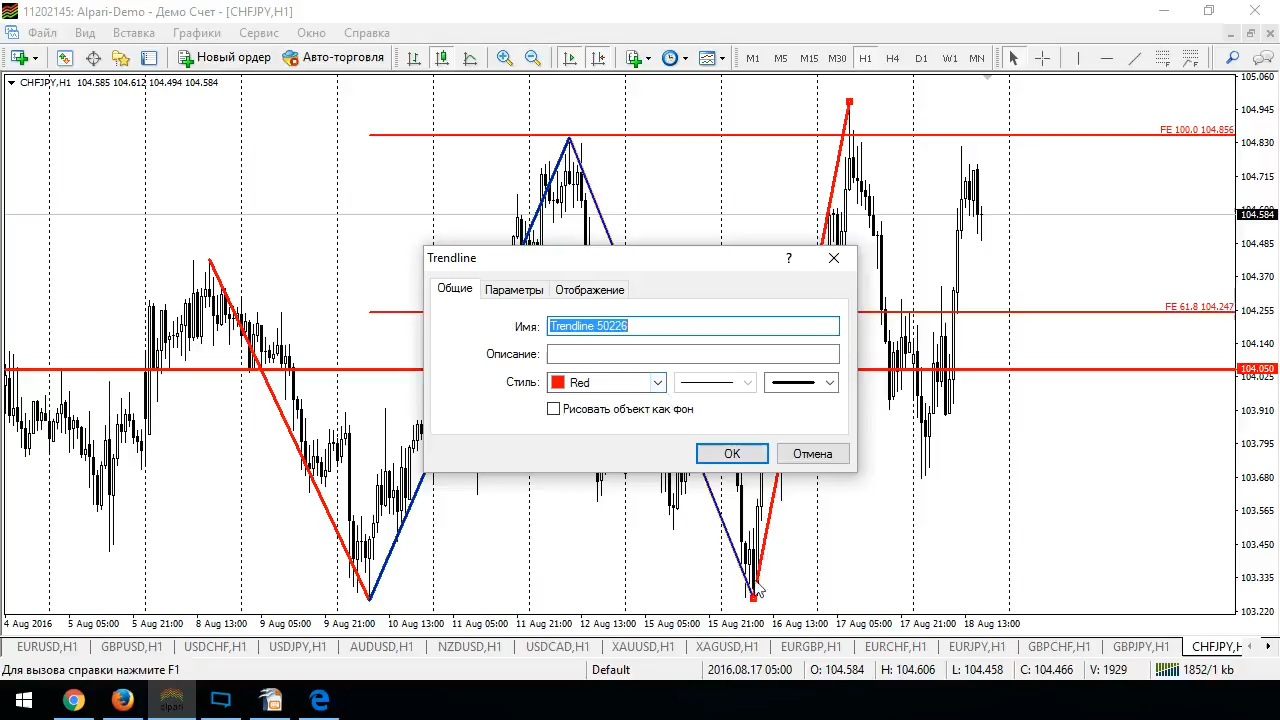 11202145: Alpari-Demo - Демо Счет - [CHFJPY,H1]
Файл Вид Вставка Графики Сервис Окно Справка
Новый ордер Авто-торговля M1 M5 M15 M30 H1 H4 D1 W1 MN
CHFJPY,H1 104.585 104.612 104.494 104.584
105.060
104.945
FE 100.0 104.856
104.830
104.715
104.584
104.485
104.370
FE 61.8 104.247
104.255
104.140
104.050
104.025
103.910
103.795
103.680
103.565
103.450
103.335
103.220
Trendline ?
Общие Параметры Отображение
Имя: Trendline 50226
Описание:
Стиль: Red
Рисовать объект как фон
OK Отмена
4 Aug 2016 5 Aug 05:00 5 Aug 21:00 8 Aug 13:00 9 Aug 05:00 9 Aug 21:00 10 Aug 13:00 11 Aug 05:00 11 Aug 21:00 12 Aug 13:00 15 Aug 05:00 15 Aug 21:00 16 Aug 13:00 17 Aug 05:00 17 Aug 21:00 18 Aug 13:00
EURUSD,H1 GBPUSD,H1 USDCHF,H1 USDJPY,H1 AUDUSD,H1 NZDUSD,H1 USDCAD,H1 XAUUSD,H1 XAGUSD,H1 EURGBP,H1 EURCHF,H1 EURJPY,H1 GBPCHF,H1 GBPJPY,H1 CHFJPY,H
Для вызова справки нажмите F1 Default 2016.08.17 05:00 O: 104.584 H: 104.606 L: 104.458 C: 104.466 V: 1929 1852/1 kb
alpari